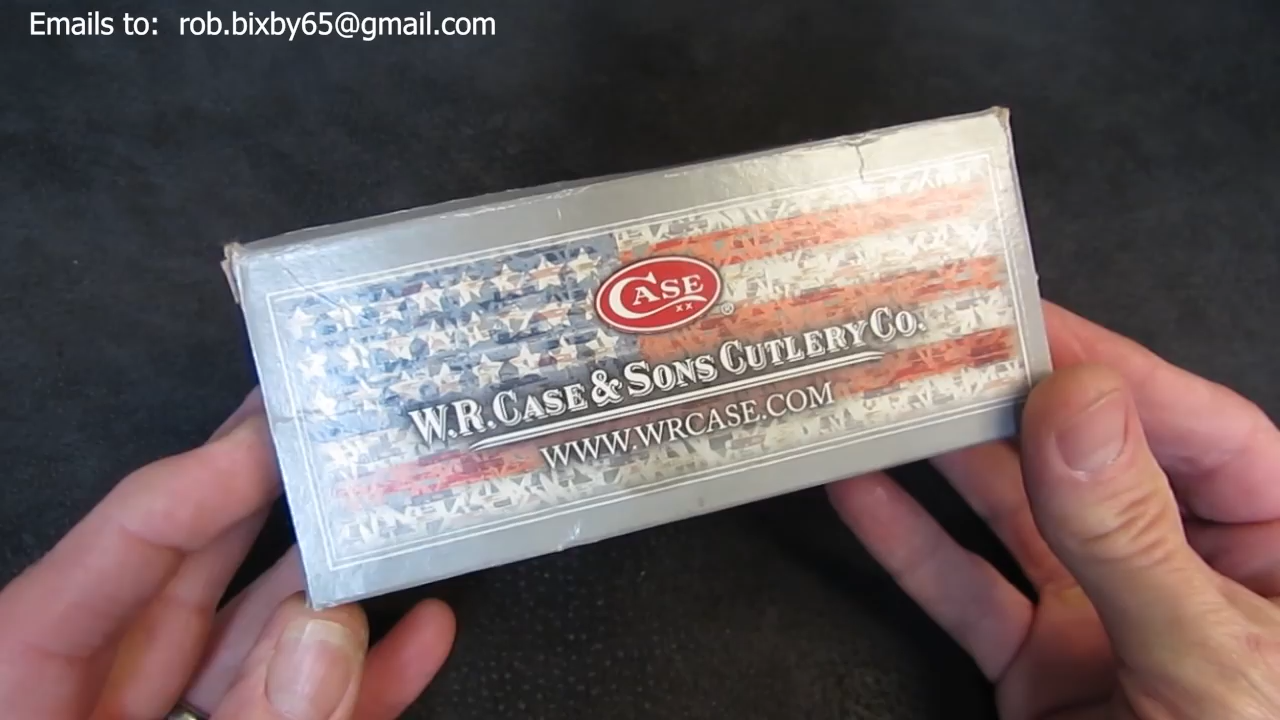 Emails to: rob.bixby65@gmail.com
CASE
XX
®
W.R. CASE & SONS CUTLERY CO.
WWW.WRCASE.COM